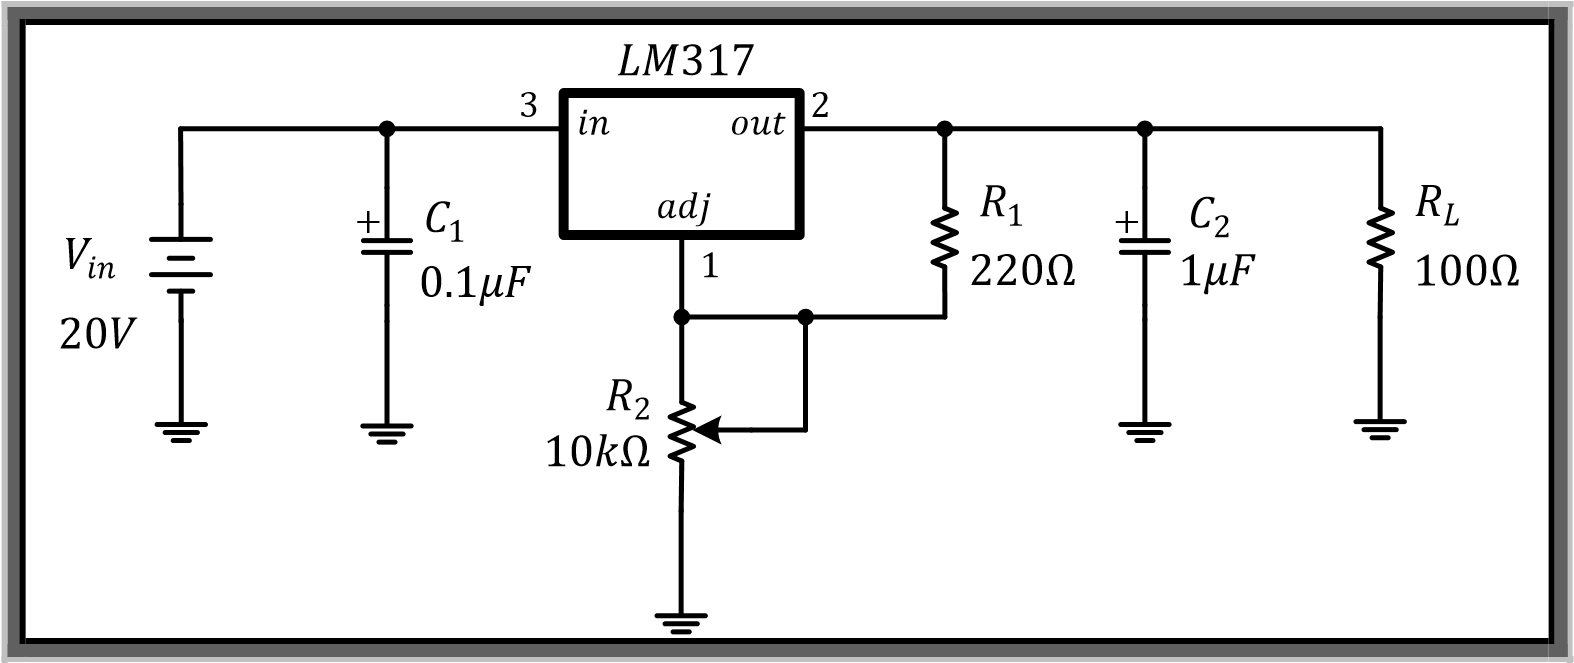 LM317
3
in
out
2
adj
1
V_in
20V
+
C_1
0.1μF
R_1
220Ω
+
C_2
1μF
R_L
100Ω
R_2
10kΩ